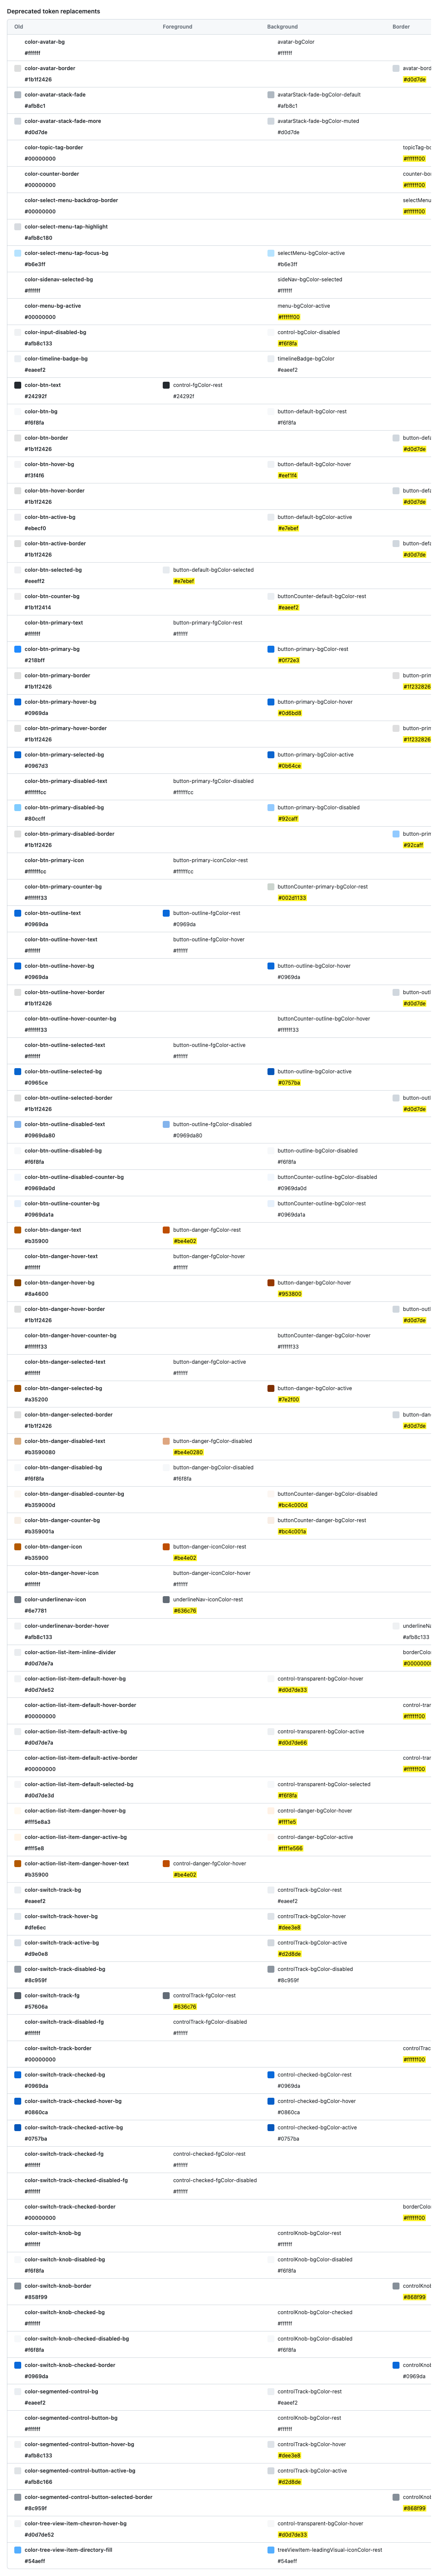 Deprecated token replacements
Old Foreground Background Border
color-avatar-bg avatar-bgColor
#ffffff #ffffff
color-avatar-border avatar-bord
#1b1f2426 #d0d7de
color-avatar-stack-fade avatarStack-fade-bgColor-default
#afb8c1 #afb8c1
color-avatar-stack-fade-more avatarStack-fade-bgColor-muted
#d0d7de #d0d7de
color-topic-tag-border topicTag-bo
#00000000 #ffffff00
color-counter-border counter-bo
#00000000 #ffffff00
color-select-menu-backdrop-border selectMenu
#00000000 #ffffff00
color-select-menu-tap-highlight
#afb8c180
color-select-menu-tap-focus-bg selectMenu-bgColor-active
#b6e3ff #b6e3ff
color-sidenav-selected-bg sideNav-bgColor-selected
#ffffff #ffffff
color-menu-bg-active menu-bgColor-active
#00000000 #ffffff00
color-input-disabled-bg control-bgColor-disabled
#afb8c133 #f6f8fa
color-timeline-badge-bg timelineBadge-bgColor
#eaeef2 #eaeef2
color-btn-text control-fgColor-rest
#24292f #24292f
color-btn-bg button-default-bgColor-rest
#f6f8fa #f6f8fa
color-btn-border button-defa
#1b1f2426 #d0d7de
color-btn-hover-bg button-default-bgColor-hover
#f3f4f6 #eef1f4
color-btn-hover-border button-defa
#1b1f2426 #d0d7de
color-btn-active-bg button-default-bgColor-active
#ebecf0 #e7ebef
color-btn-active-border button-defa
#1b1f2426 #d0d7de
color-btn-selected-bg button-default-bgColor-selected
#eeeff2 #e7ebef
color-btn-counter-bg buttonCounter-default-bgColor-rest
#1b1f2414 #eaeef2
color-btn-primary-text button-primary-fgColor-rest
#ffffff #ffffff
color-btn-primary-bg button-primary-bgColor-rest
#218bff #0f72e3
color-btn-primary-border button-prim
#1b1f2426 #1f232826
color-btn-primary-hover-bg button-primary-bgColor-hover
#0969da #0d6bd8
color-btn-primary-hover-border button-prim
#1b1f2426 #1f232826
color-btn-primary-selected-bg button-primary-bgColor-active
#0967d3 #0b64ce
color-btn-primary-disabled-text button-primary-fgColor-disabled
#ffffffcc #ffffffcc
color-btn-primary-disabled-bg button-primary-bgColor-disabled
#80ccff #92caff
color-btn-primary-disabled-border button-prim
#1b1f2426 #92caff
color-btn-primary-icon button-primary-iconColor-rest
#ffffffcc #ffffffcc
color-btn-primary-counter-bg buttonCounter-primary-bgColor-rest
#ffffff33 #002d1133
color-btn-outline-text button-outline-fgColor-rest
#0969da #0969da
color-btn-outline-hover-text button-outline-fgColor-hover
#ffffff #ffffff
color-btn-outline-hover-bg button-outline-bgColor-hover
#0969da #0969da
color-btn-outline-hover-border button-outl
#1b1f2426 #d0d7de
color-btn-outline-hover-counter-bg buttonCounter-outline-bgColor-hover
#ffffff33 #ffffff33
color-btn-outline-selected-text button-outline-fgColor-active
#ffffff #ffffff
color-btn-outline-selected-bg button-outline-bgColor-active
#0965ce #0757ba
color-btn-outline-selected-border button-outl
#1b1f2426 #d0d7de
color-btn-outline-disabled-text button-outline-fgColor-disabled
#0969da80 #0969da80
color-btn-outline-disabled-bg button-outline-bgColor-disabled
#f6f8fa #f6f8fa
color-btn-outline-disabled-counter-bg buttonCounter-outline-bgColor-disabled
#0969da0d #0969da0d
color-btn-outline-counter-bg buttonCounter-outline-bgColor-rest
#0969da1a #0969da1a
color-btn-danger-text button-danger-fgColor-rest
#b35900 #be4e02
color-btn-danger-hover-text button-danger-fgColor-hover
#ffffff #ffffff
color-btn-danger-hover-bg button-danger-bgColor-hover
#8a4600 #953800
color-btn-danger-hover-border button-outl
#1b1f2426 #d0d7de
color-btn-danger-hover-counter-bg buttonCounter-danger-bgColor-hover
#ffffff33 #ffffff33
color-btn-danger-selected-text button-danger-fgColor-active
#ffffff #ffffff
color-btn-danger-selected-bg button-danger-bgColor-active
#a35200 #7e2f00
color-btn-danger-selected-border button-dan
#1b1f2426 #d0d7de
color-btn-danger-disabled-text button-danger-fgColor-disabled
#b3590080 #be4e0280
color-btn-danger-disabled-bg button-danger-bgColor-disabled
#f6f8fa #f6f8fa
color-btn-danger-disabled-counter-bg buttonCounter-danger-bgColor-disabled
#b359000d #bc4c000d
color-btn-danger-counter-bg buttonCounter-danger-bgColor-rest
#b359001a #bc4c001a
color-btn-danger-icon button-danger-iconColor-rest
#b35900 #be4e02
color-btn-danger-hover-icon button-danger-iconColor-hover
#ffffff #ffffff
color-underlinenav-icon underlineNav-iconColor-rest
#6e7781 #636c76
color-underlinenav-border-hover underlineNa
#afb8c133 #afb8c133
color-action-list-item-inline-divider borderColo
#d0d7de7a #0000000
color-action-list-item-default-hover-bg control-transparent-bgColor-hover
#d0d7de52 #d0d7de33
color-action-list-item-default-hover-border control-tran
#00000000 #ffffff00
color-action-list-item-default-active-bg control-transparent-bgColor-active
#d0d7de7a #d0d7de66
color-action-list-item-default-active-border control-tran
#00000000 #ffffff00
color-action-list-item-default-selected-bg control-transparent-bgColor-selected
#d0d7de3d #f6f8fa
color-action-list-item-danger-hover-bg control-danger-bgColor-hover
#fff5e8a3 #fff1e5
color-action-list-item-danger-active-bg control-danger-bgColor-active
#fff5e8 #fff1e566
color-action-list-item-danger-hover-text control-danger-fgColor-hover
#b35900 #be4e02
color-switch-track-bg controlTrack-bgColor-rest
#eaeef2 #eaeef2
color-switch-track-hover-bg controlTrack-bgColor-hover
#dfe6ec #dee3e8
color-switch-track-active-bg controlTrack-bgColor-active
#d9e0e8 #d2d8de
color-switch-track-disabled-bg controlTrack-bgColor-disabled
#8c959f #8c959f
color-switch-track-fg controlTrack-fgColor-rest
#57606a #636c76
color-switch-track-disabled-fg controlTrack-fgColor-disabled
#ffffff #ffffff
color-switch-track-border controlTrac
#00000000 #ffffff00
color-switch-track-checked-bg control-checked-bgColor-rest
#0969da #0969da
color-switch-track-checked-hover-bg control-checked-bgColor-hover
#0860ca #0860ca
color-switch-track-checked-active-bg control-checked-bgColor-active
#0757ba #0757ba
color-switch-track-checked-fg control-checked-fgColor-rest
#ffffff #ffffff
color-switch-track-checked-disabled-fg control-checked-fgColor-disabled
#ffffff #ffffff
color-switch-track-checked-border borderColo
#00000000 #ffffff00
color-switch-knob-bg controlKnob-bgColor-rest
#ffffff #ffffff
color-switch-knob-disabled-bg controlKnob-bgColor-disabled
#f6f8fa #f6f8fa
color-switch-knob-border controlKnol
#858f99 #868f99
color-switch-knob-checked-bg controlKnob-bgColor-checked
#ffffff #ffffff
color-switch-knob-checked-disabled-bg controlKnob-bgColor-disabled
#f6f8fa #f6f8fa
color-switch-knob-checked-border controlKnol
#0969da #0969da
color-segmented-control-bg controlTrack-bgColor-rest
#eaeef2 #eaeef2
color-segmented-control-button-bg controlKnob-bgColor-rest
#ffffff #ffffff
color-segmented-control-button-hover-bg controlTrack-bgColor-hover
#afb8c133 #dee3e8
color-segmented-control-button-active-bg controlTrack-bgColor-active
#afb8c166 #d2d8de
color-segmented-control-button-selected-border controlKnol
#8c959f #868f99
color-tree-view-item-chevron-hover-bg control-transparent-bgColor-hover
#d0d7de52 #d0d7de33
color-tree-view-item-directory-fill treeViewItem-leadingVisual-iconColor-rest
#54aeff #54aeff